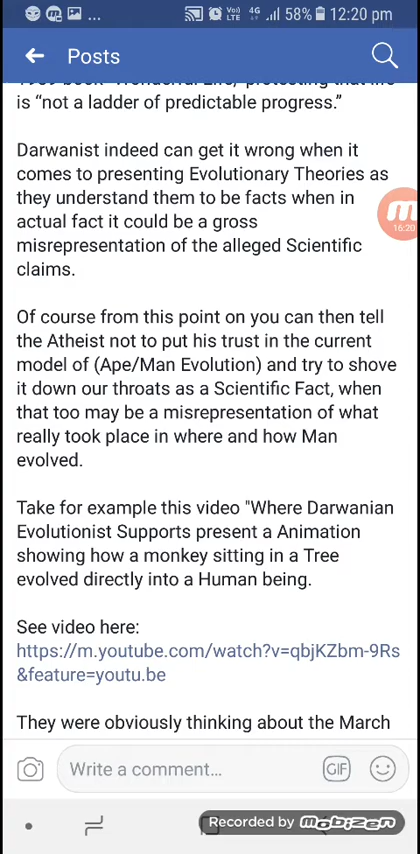 ... Vo)) LTE 4G 58% 12:20 pm
Posts
is “not a ladder of predictable progress.”
Darwanist indeed can get it wrong when it
comes to presenting Evolutionary Theories as
they understand them to be facts when in
actual fact it could be a gross
misrepresentation of the alleged Scientific
claims.
16:20
Of course from this point on you can then tell
the Atheist not to put his trust in the current
model of (Ape/Man Evolution) and try to shove
it down our throats as a Scientific Fact, when
that too may be a misrepresentation of what
really took place in where and how Man
evolved.
Take for example this video "Where Darwanian
Evolutionist Supports present a Animation
showing how a monkey sitting in a Tree
evolved directly into a Human being.
See video here:
https://m.youtube.com/watch?v=qbjKZbm-9Rs
&feature=youtu.be
They were obviously thinking about the March
Write a comment...
GIF
Recorded by mobizen